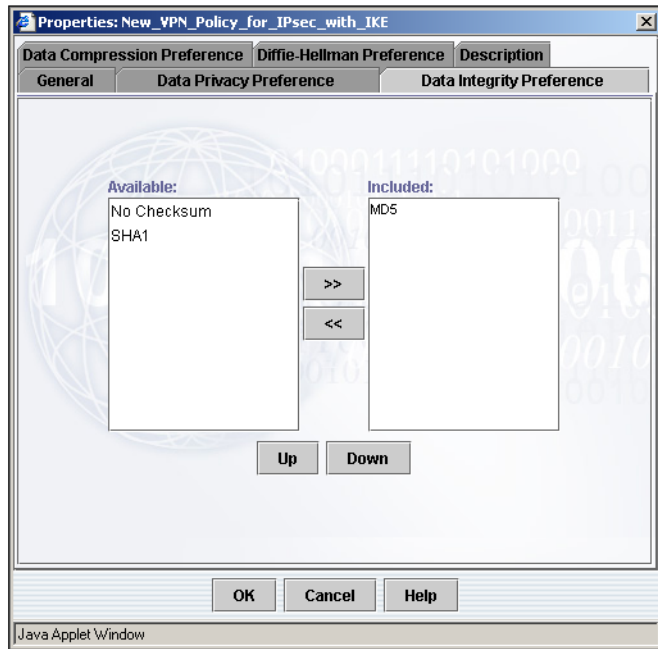 Properties: New_VPN_Policy_for_IPsec_with_IKE
Data Compression Preference Diffie-Hellman Preference Description
General Data Privacy Preference Data Integrity Preference
Available: Included:
No Checksum MD5
SHA1
>>
<<
Up Down
OK Cancel Help
Java Applet Window